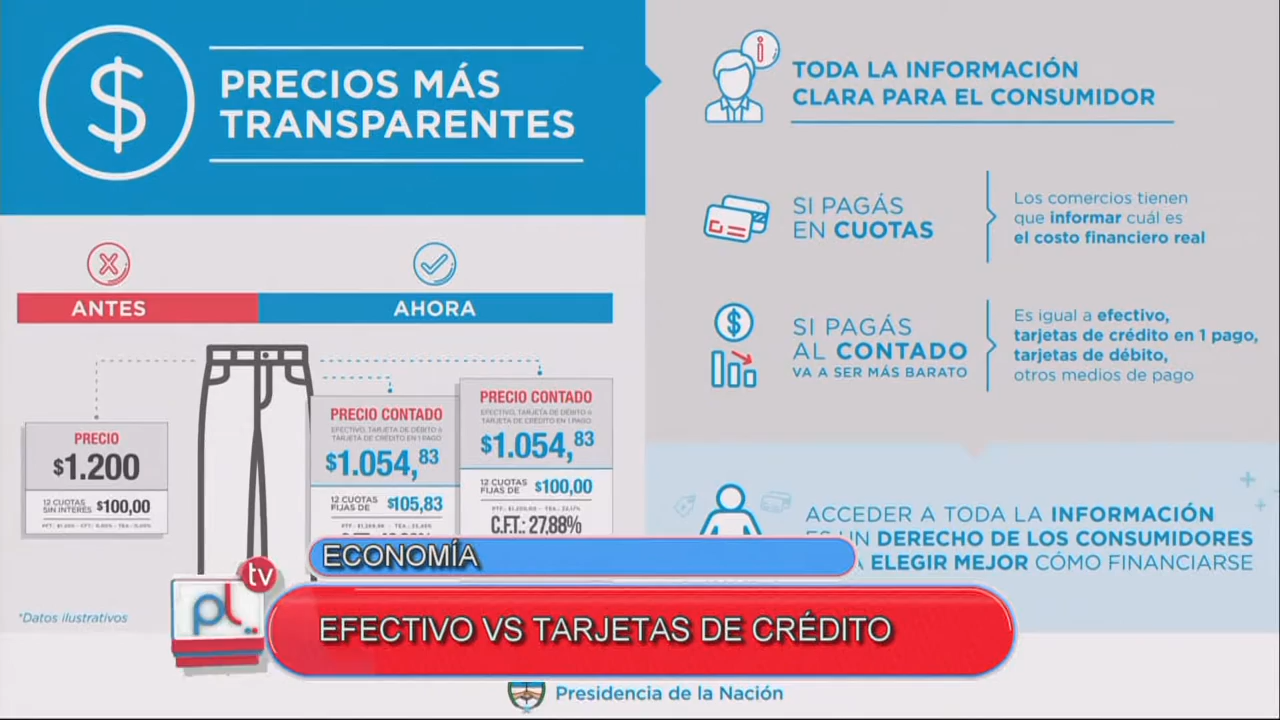 PRECIOS MÁS
TRANSPARENTES
ANTES
AHORA
PRECIO
$1.200
12 CUOTAS
SIN INTERÉS $100,00
PRECIO CONTADO
EFECTIVO, TARJETA DE DÉBITO o
TARJETA DE CRÉDITO EN 1 PAGO
$1.054,83
12 CUOTAS
FIJAS DE $105,83
PRECIO CONTADO
EFECTIVO, TARJETA DE DÉBITO o
TARJETA DE CRÉDITO EN 1 PAGO
$1.054,83
12 CUOTAS
FIJAS DE $100,00
C.F.T.: 27,88%
*Datos ilustrativos
TODA LA INFORMACIÓN
CLARA PARA EL CONSUMIDOR
SI PAGÁS
EN CUOTAS
Los comercios tienen
que informar cuál es
el costo financiero real
SI PAGÁS
AL CONTADO
VA A SER MÁS BARATO
Es igual a efectivo,
tarjetas de crédito en 1 pago,
tarjetas de débito,
otros medios de pago
ACCEDER A TODA LA INFORMACIÓN
UN DERECHO DE LOS CONSUMIDORES
ELEGIR MEJOR CÓMO FINANCIARSE
ECONOMÍA
tv
pl
EFECTIVO VS TARJETAS DE CRÉDITO
Presidencia de la Nación